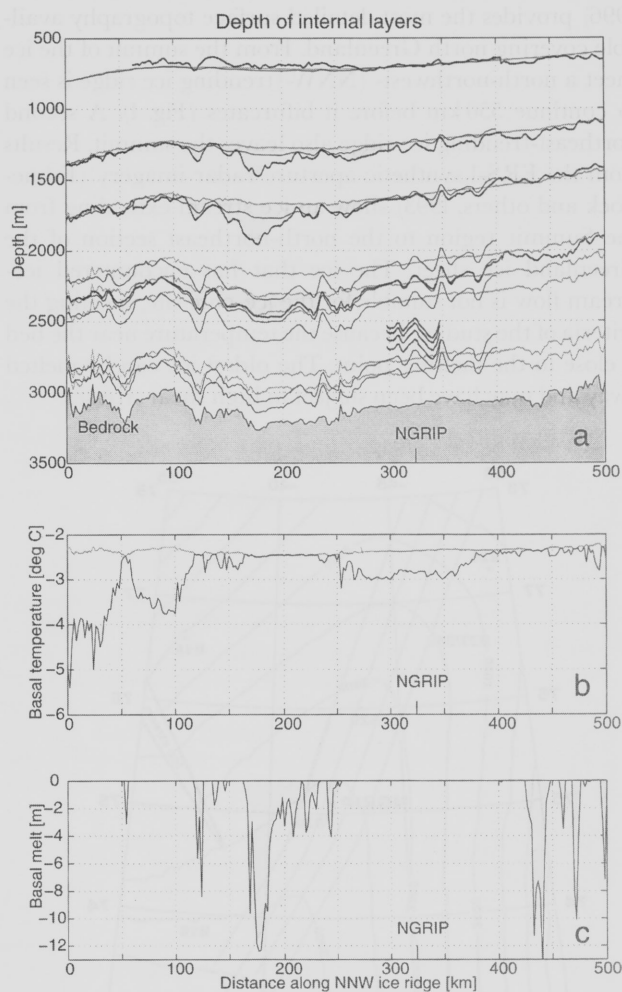 996) provides the
Depth of internal layers
500
1000
1500
2000
2500
3000
3500
Depth [m]
Bedrock
NGRIP
a
0
100
200
300
400
500
−2
−3
−4
−5
−6
Basal temperature [deg C]
NGRIP
b
0
100
200
300
400
500
0
−2
−4
−6
−8
−10
−12
Basal melt [m]
NGRIP
c
0
100
200
300
400
500
Distance along NNW ice ridge [km]